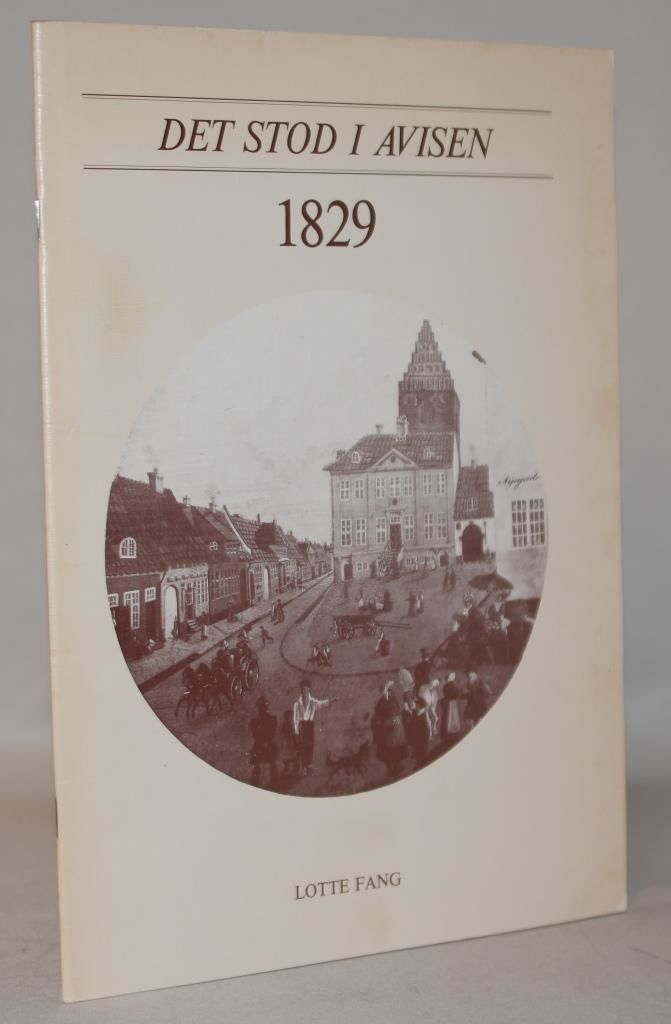 DET STOD I AVISEN
1829
LOTTE FANG